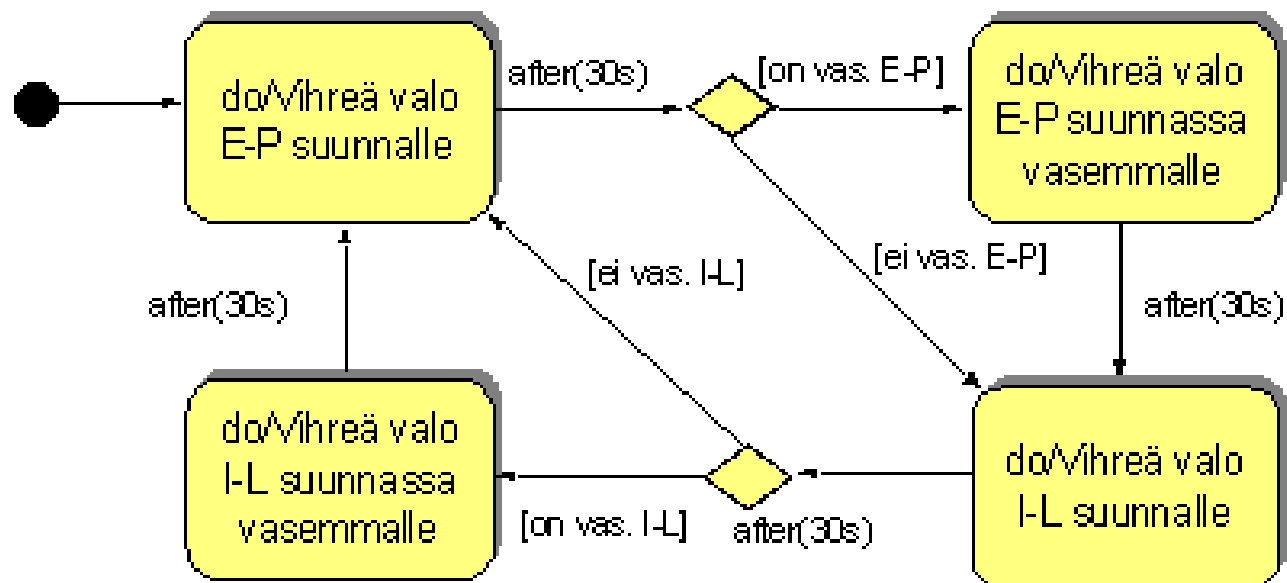 do/Vihreä valo
E-P suunnalle
after(30s)
[on vas. E-P]
do/Vihreä valo
E-P suunnassa
vasemmalle
[ei vas. I-L]
[ei vas. E-P]
after(30s)
after(30s)
do/Vihreä valo
I-L suunnassa
vasemmalle
[on vas. I-L]
after(30s)
do/Vihreä valo
I-L suunnalle